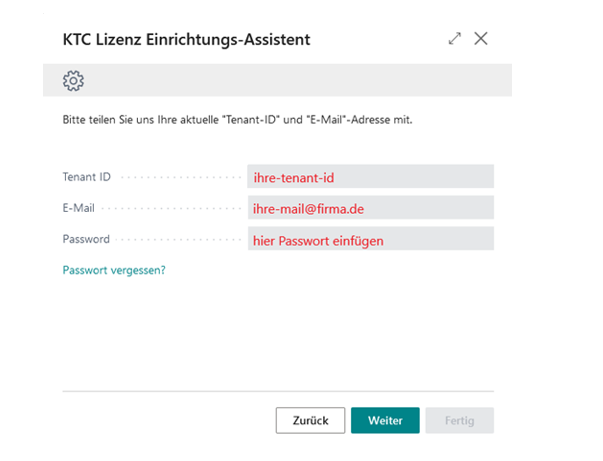 KTC Lizenz Einrichtungs-Assistent
Bitte teilen Sie uns Ihre aktuelle "Tenant-ID" und "E-Mail"-Adresse mit.
Tenant ID ihre-tenant-id
E-Mail ihre-mail@firma.de
Password hier Passwort einfügen
Passwort vergessen?
Zurück Weiter Fertig